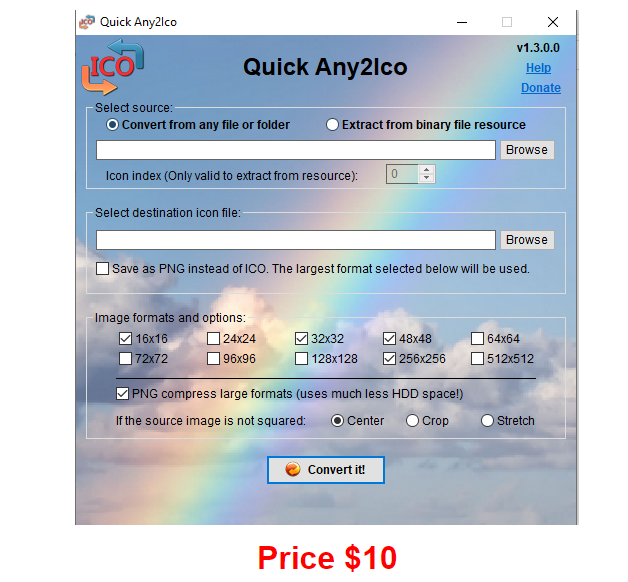 Quick Any2Ico
ICO
Quick Any2Ico
v1.3.0.0
Help
Donate
Select source:
Convert from any file or folder Extract from binary file resource
Browse
Icon index (Only valid to extract from resource): 0
Select destination icon file:
Browse
Save as PNG instead of ICO. The largest format selected below will be used.
Image formats and options:
16x16 24x24 32x32 48x48 64x64
72x72 96x96 128x128 256x256 512x512
PNG compress large formats (uses much less HDD space!)
If the source image is not squared: Center Crop Stretch
Convert it!
Price $10